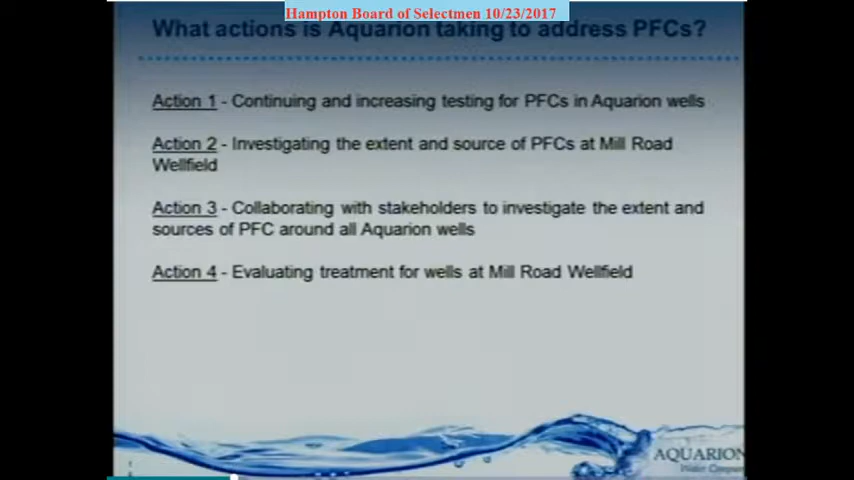 Hampton Board of Selectmen 10/23/2017
What actions is Aquarion taking to address PFCs?
Action 1 - Continuing and increasing testing for PFCs in Aquarion wells
Action 2 - Investigating the extent and source of PFCs at Mill Road
Wellfield
Action 3 - Collaborating with stakeholders to investigate the extent and
sources of PFC around all Aquarion wells
Action 4 - Evaluating treatment for wells at Mill Road Wellfield
AQUARION
Water Company